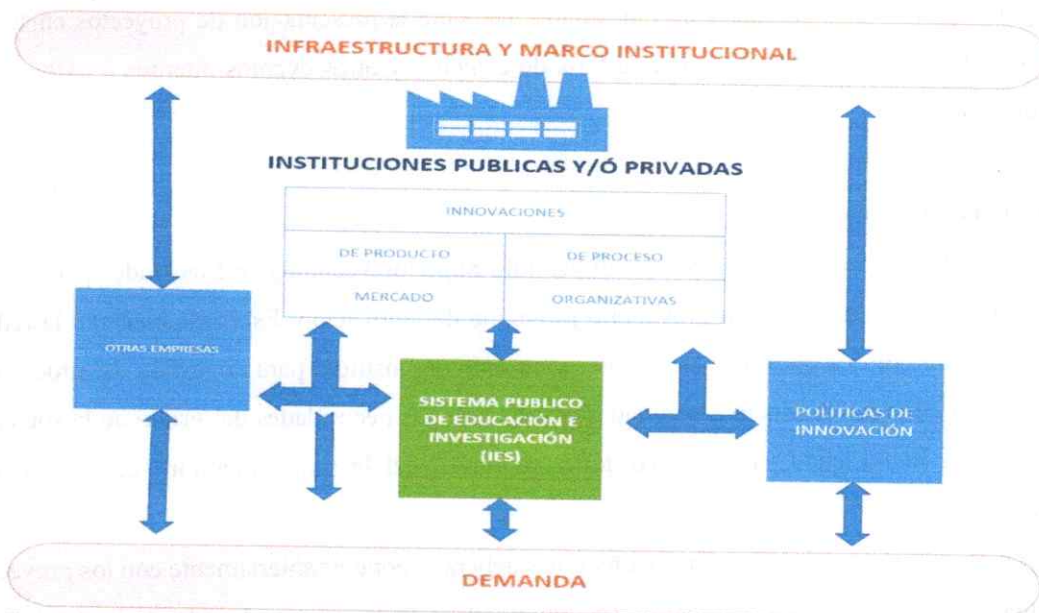 INFRAESTRUCTURA Y MARCO INSTITUCIONAL
INSTITUCIONES PUBLICAS Y/Ó PRIVADAS
INNOVACIONES
DE PRODUCTO
DE PROCESO
MERCADO
ORGANIZATIVAS
OTRAS EMPRESAS
SISTEMA PUBLICO
DE EDUCACIÓN E
INVESTIGACIÓN
(IES)
POLÍTICAS DE
INNOVACIÓN
DEMANDA